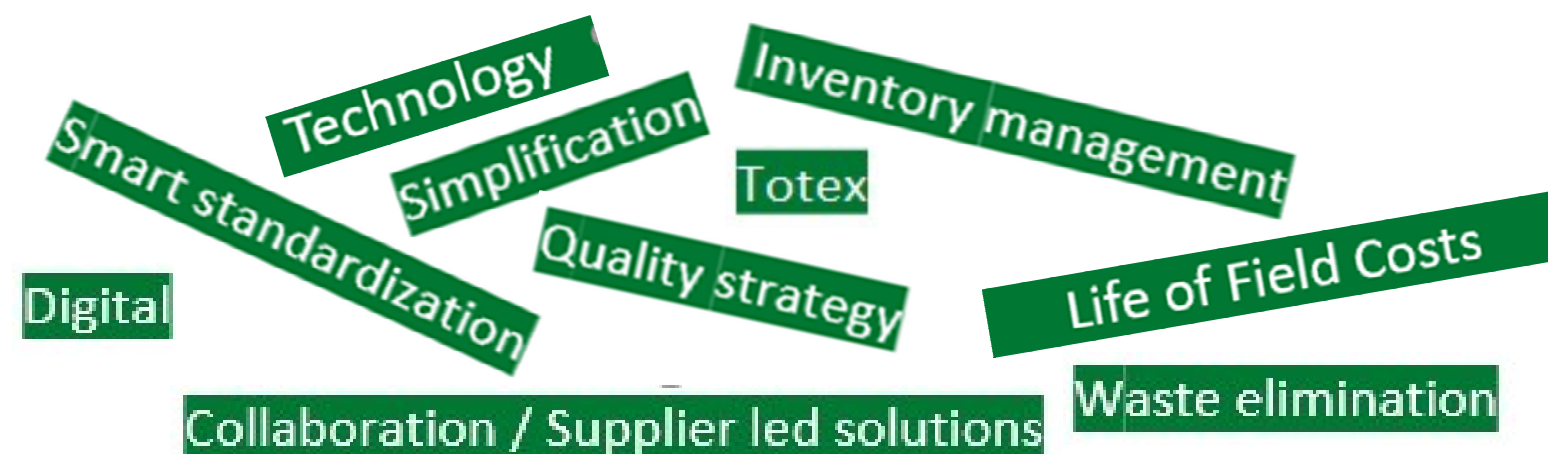 Technology
Inventory management
Simplification
Smart standardization
Totex
Quality strategy
Life of Field Costs
Digital
Waste elimination
Collaboration / Supplier led solutions